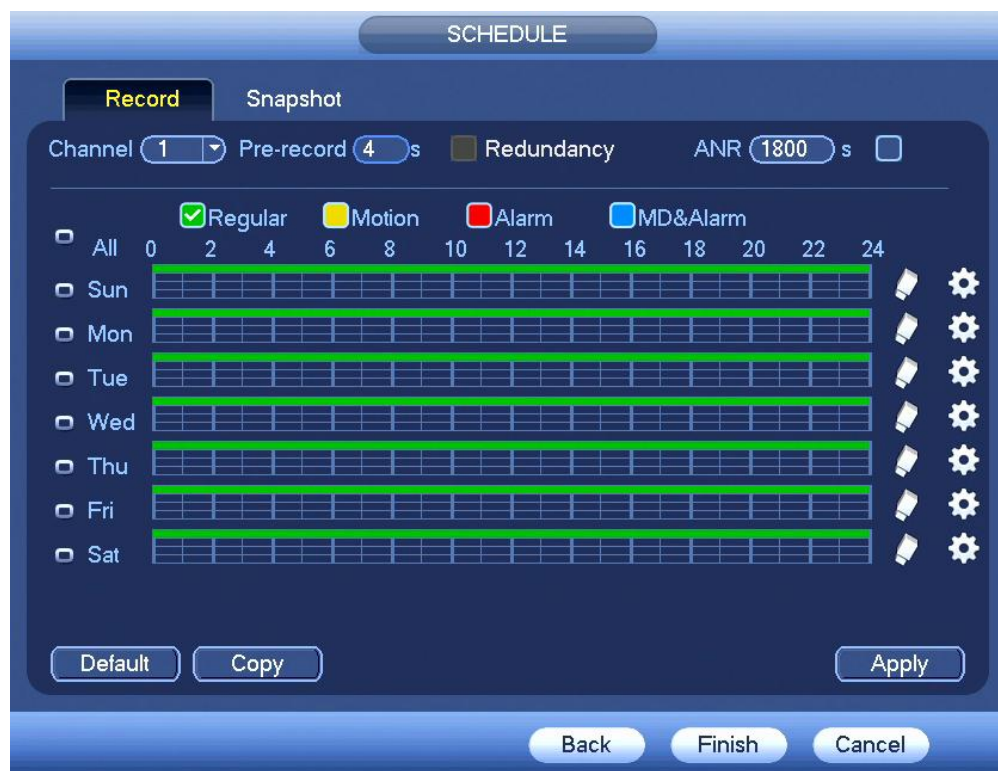 SCHEDULE
Record Snapshot
Channel 1 Pre-record 4 s Redundancy ANR 1800 s
Regular Motion Alarm MD&Alarm
All 0 2 4 6 8 10 12 14 16 18 20 22 24
Sun
Mon
Tue
Wed
Thu
Fri
Sat
Default Copy Apply
Back Finish Cancel